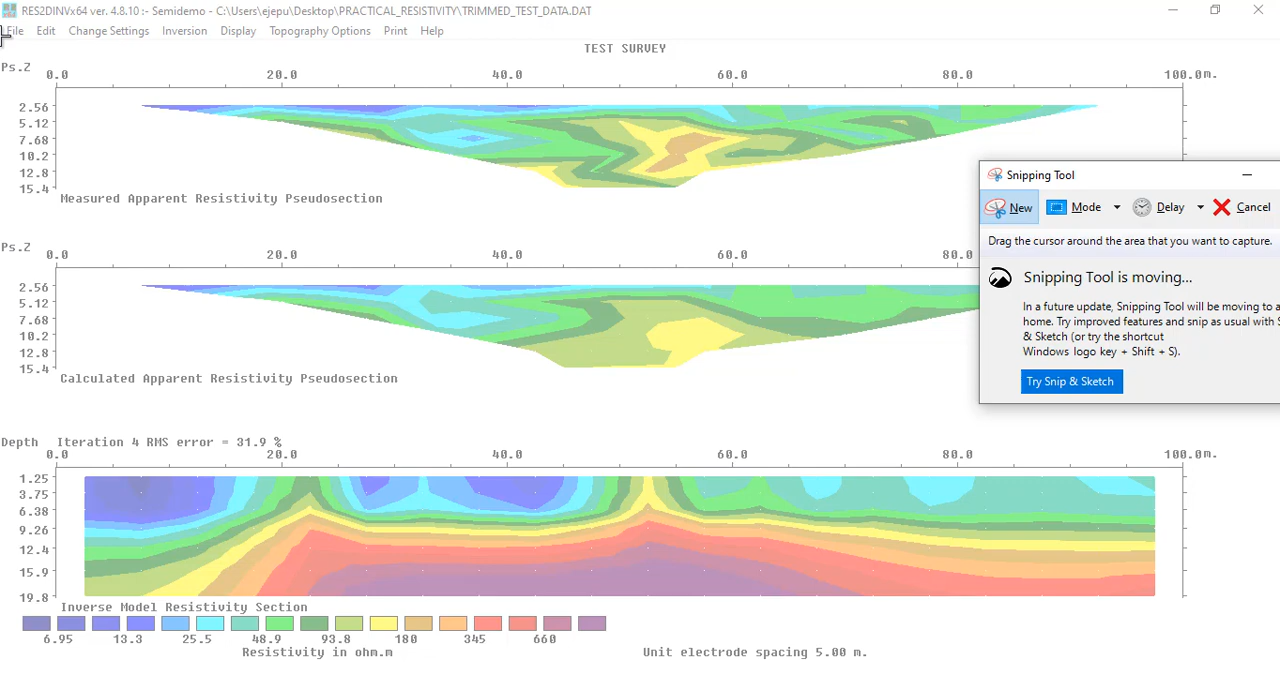 RES2DINVx64 ver. 4.8.10 :- Semidemo - C:\Users\ejepu\Desktop\PRACTICAL_RESISTIVITY\TRIMMED_TEST_DATA.DAT
File Edit Change Settings Inversion Display Topography Options Print Help
TEST SURVEY
Ps.Z 0.0 20.0 40.0 60.0 80.0 100.0m.
2.56
5.12
7.68
10.2
12.8
15.4
Measured Apparent Resistivity Pseudosection
Ps.Z 0.0 20.0 40.0 60.0 80.0
2.56
5.12
7.68
10.2
12.8
15.4
Calculated Apparent Resistivity Pseudosection
Snipping Tool
New Mode Delay Cancel
Drag the cursor around the area that you want to capture.
Snipping Tool is moving...
In a future update, Snipping Tool will be moving to a
home. Try improved features and snip as usual with S
& Sketch (or try the shortcut
Windows logo key + Shift + S).
Try Snip & Sketch
Depth Iteration 4 RMS error = 31.9 %
0.0 20.0 40.0 60.0 80.0 100.0m.
1.25
3.75
6.38
9.26
12.4
15.9
19.8
Inverse Model Resistivity Section
6.95 13.3 25.5 48.9 93.8 180 345 660
Resistivity in ohm.m
Unit electrode spacing 5.00 m.